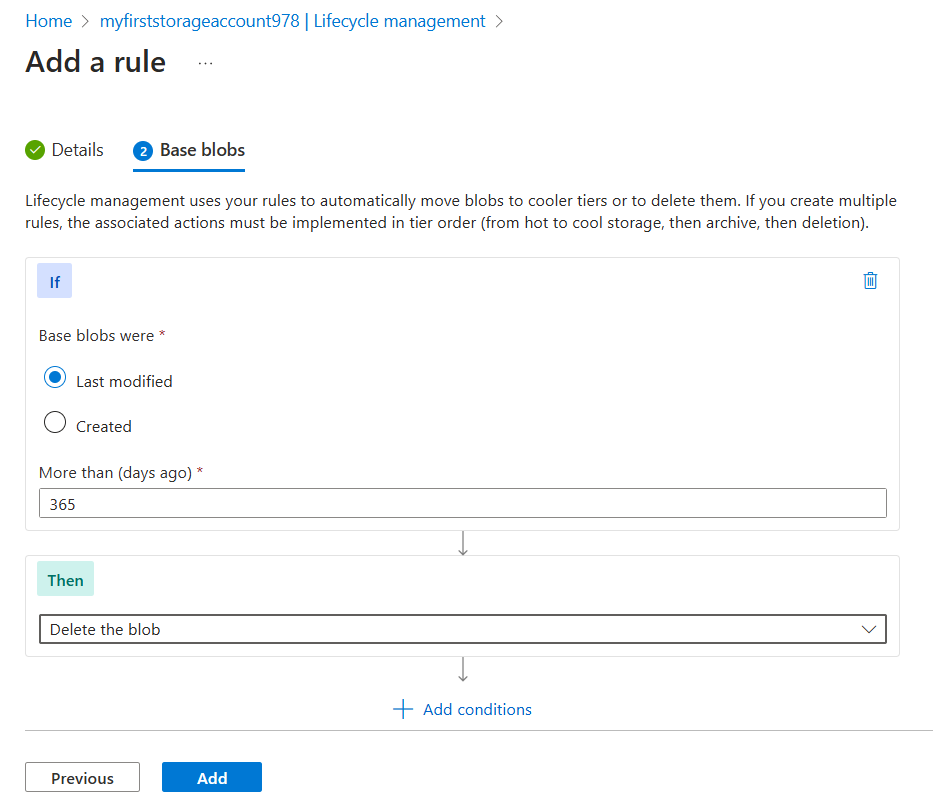 Home > myfirststorageaccount978 | Lifecycle management >
Add a rule ...
Details 2 Base blobs
Lifecycle management uses your rules to automatically move blobs to cooler tiers or to delete them. If you create multiple
rules, the associated actions must be implemented in tier order (from hot to cool storage, then archive, then deletion).
If
Base blobs were *
Last modified
Created
More than (days ago) *
365
Then
Delete the blob
Add conditions
Previous Add